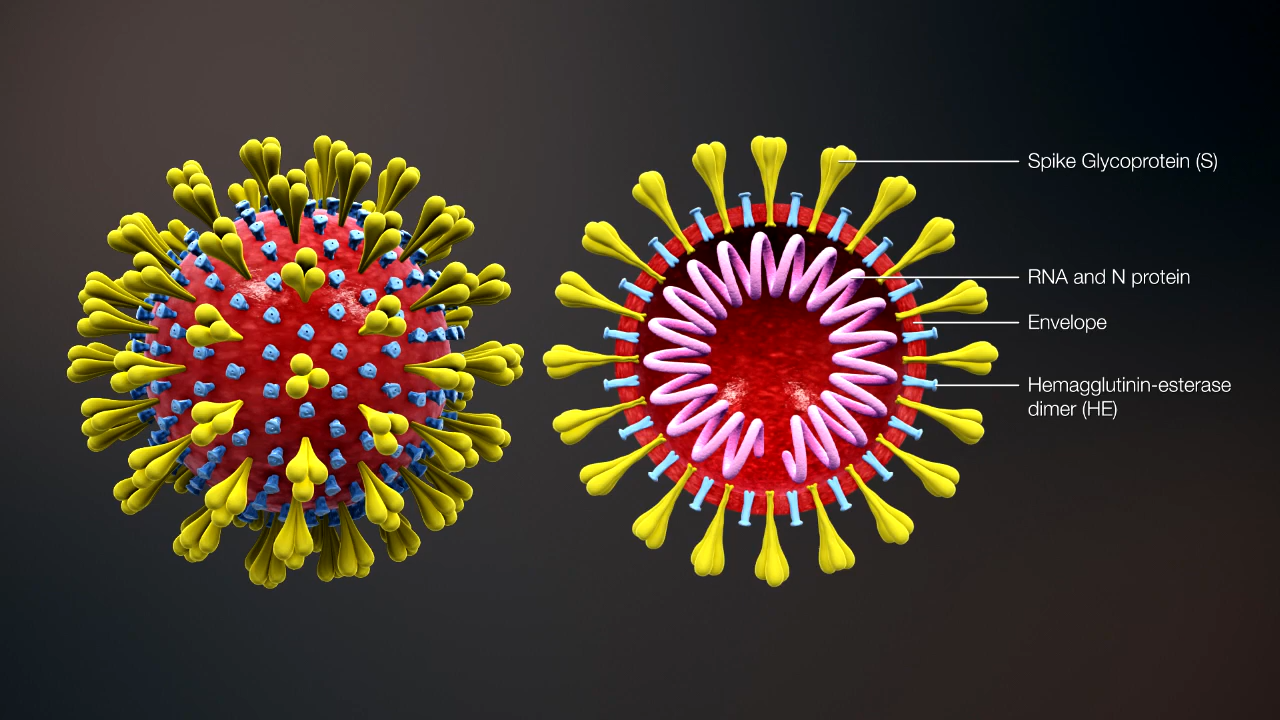 Spike Glycoprotein (S)
RNA and N protein
Envelope
Hemagglutinin-esterase
dimer (HE)